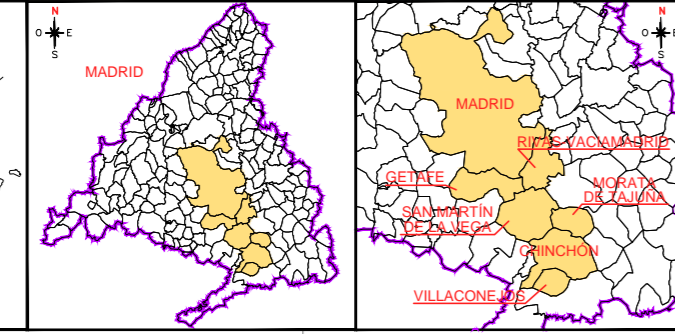 N
O E
S
MADRID
N
O E
S
MADRID
RIVAS VACIAMADRID
GETAFE
MORATA
DE TAJUÑA
SAN MARTÍN
DE LA VEGA
CHINCHÓN
VILLACONEJOS